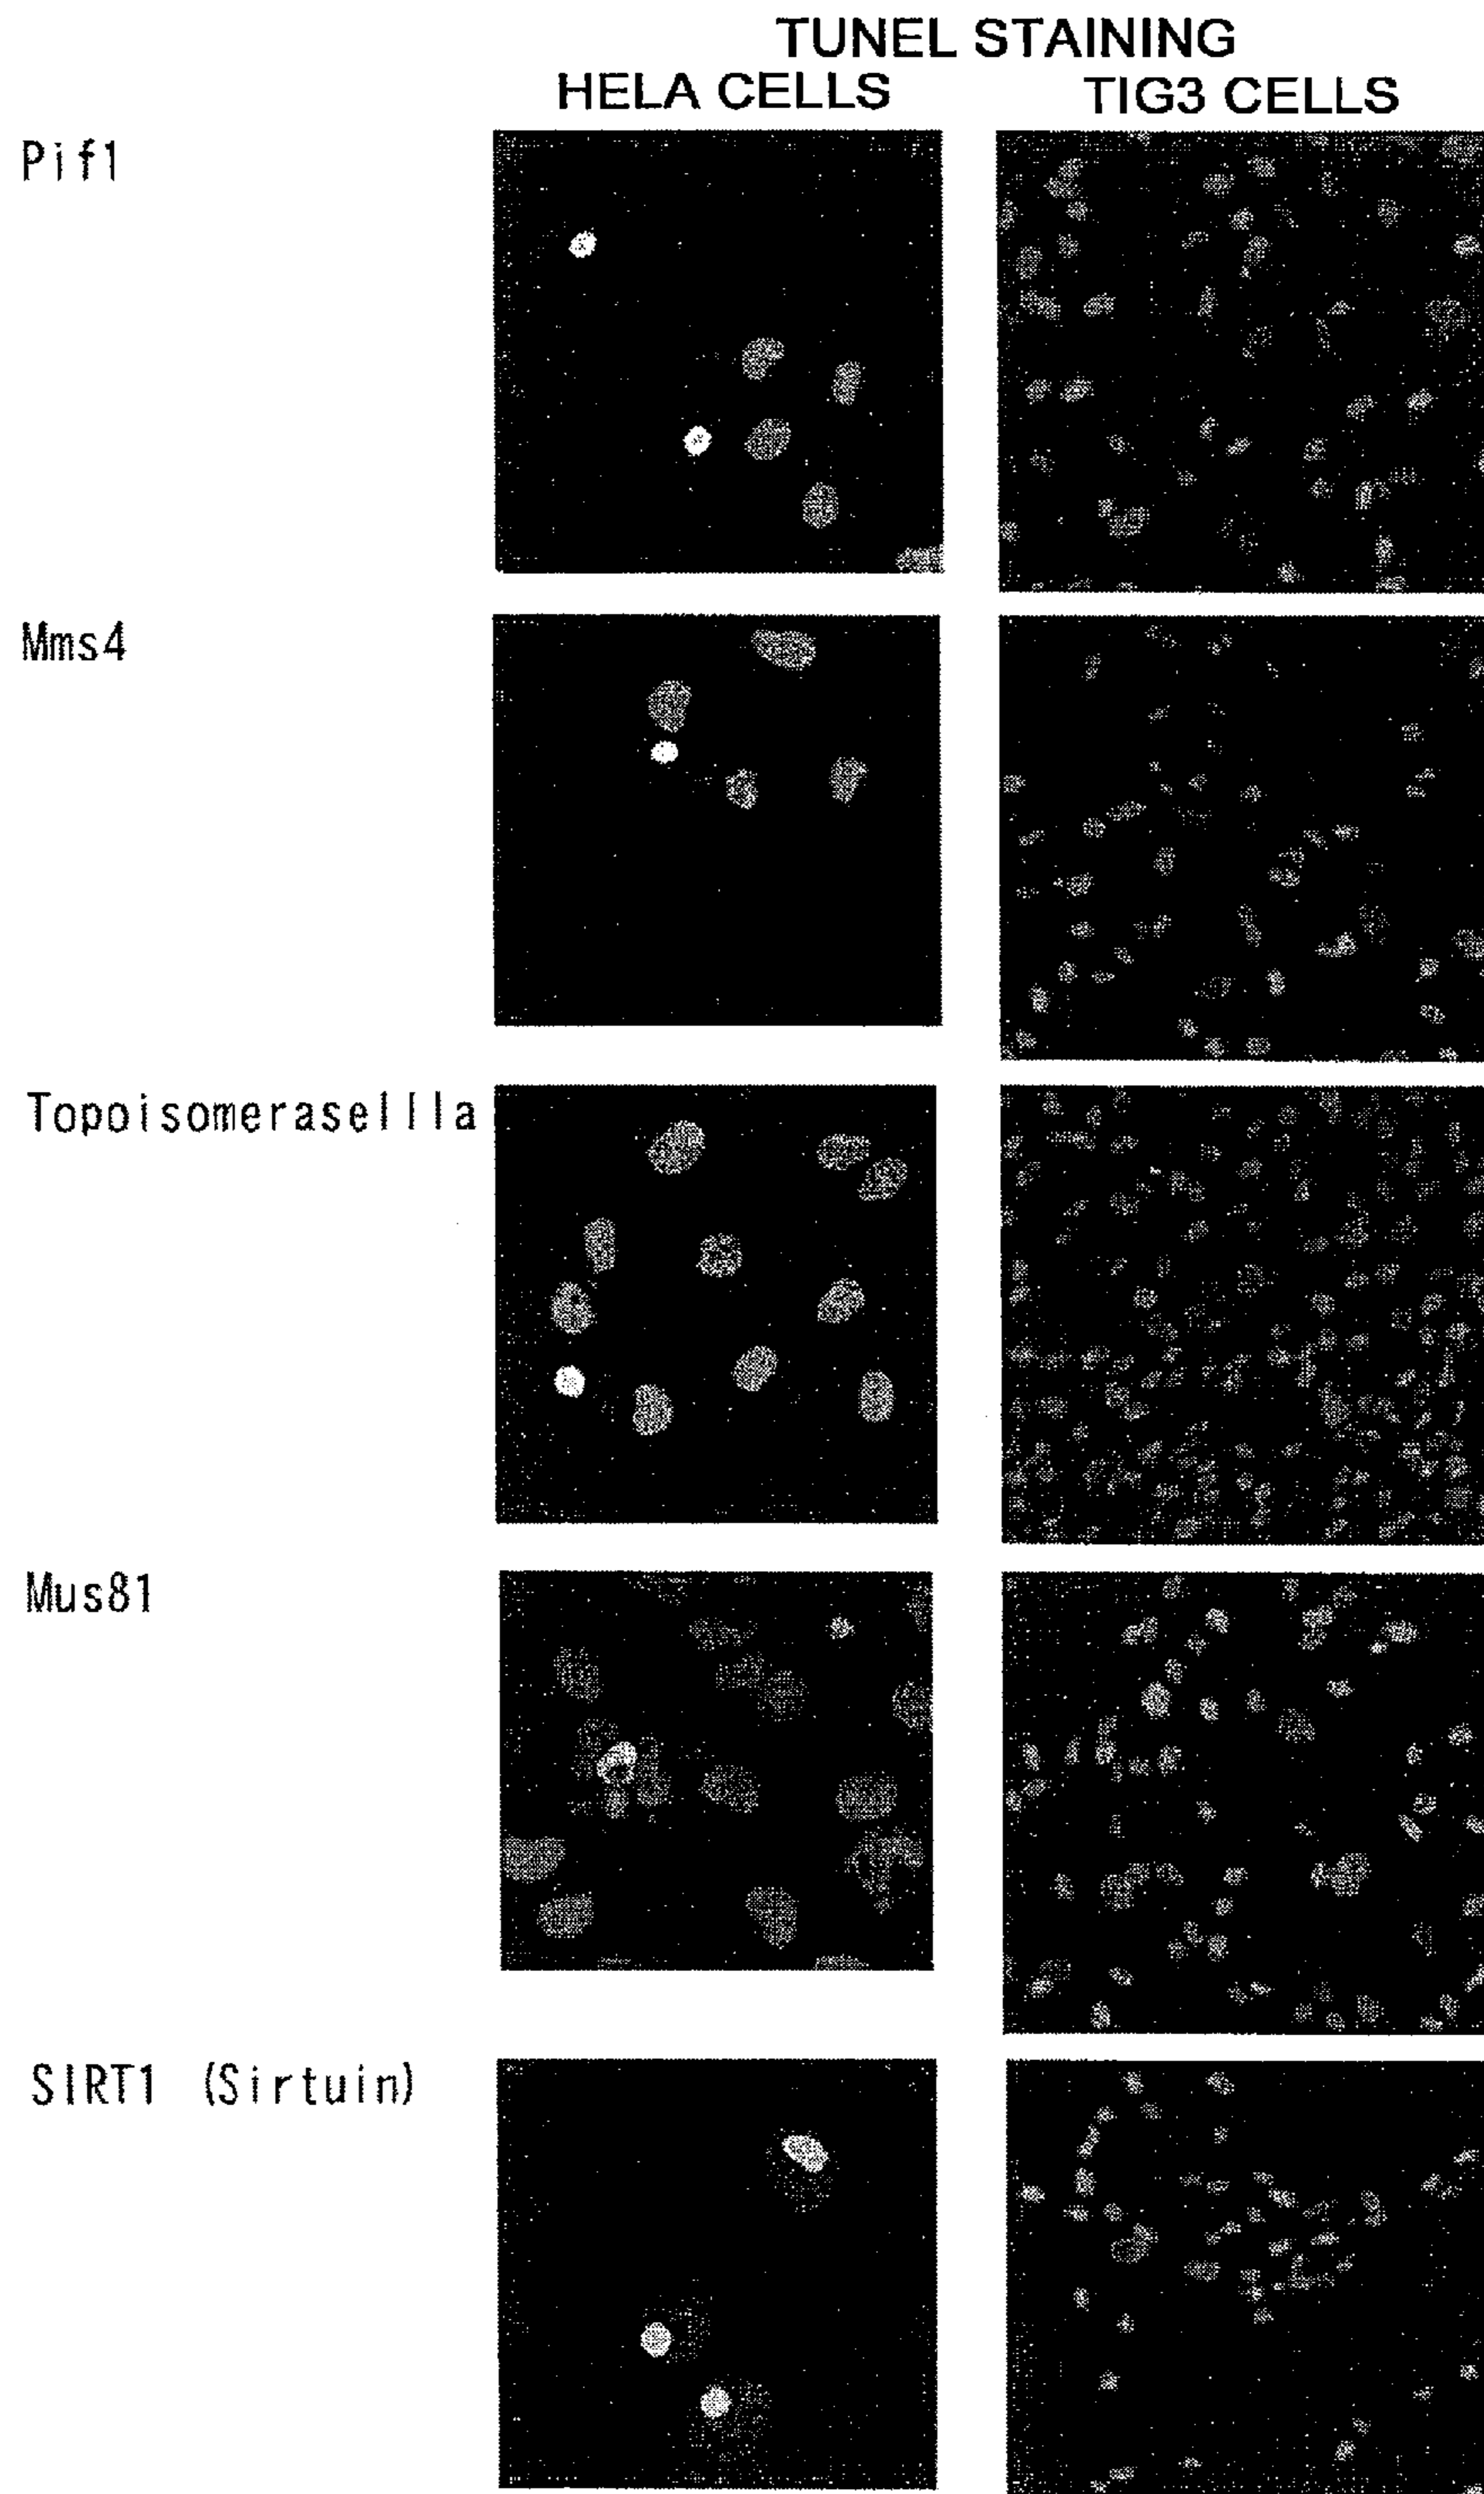 TUNEL STAINING
HELA CELLS TIG3 CELLS
Pif1
Mms4
TopoisomeraseIIIa
Mus81
SIRT1 (Sirtuin)